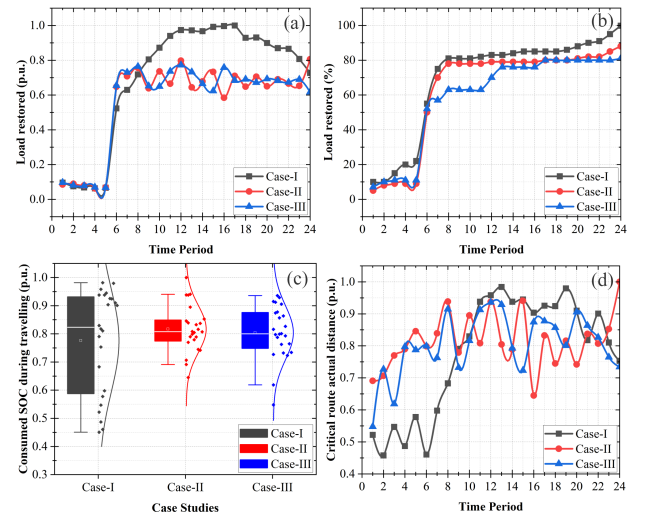 (a)
Load restored (p.u.)
1.0
0.8
0.6
0.4
0.2
0.0
Case-I
Case-II
Case-III
0 2 4 6 8 10 12 14 16 18 20 22 24
Time Period
(b)
Load restored (%)
100
80
60
40
20
0
Case-I
Case-II
Case-III
0 2 4 6 8 10 12 14 16 18 20 22 24
Time Period
(c)
Consumed SOC during travelling (p.u.)
1.0
0.9
0.8
0.7
0.6
0.5
0.4
0.3
Case-I
Case-II
Case-III
Case-I Case-II Case-III
Case Studies
(d)
Critical route actual distance (p.u.)
1.0
0.9
0.8
0.7
0.6
0.5
0.4
Case-I
Case-II
Case-III
0 2 4 6 8 10 12 14 16 18 20 22 24
Time Period